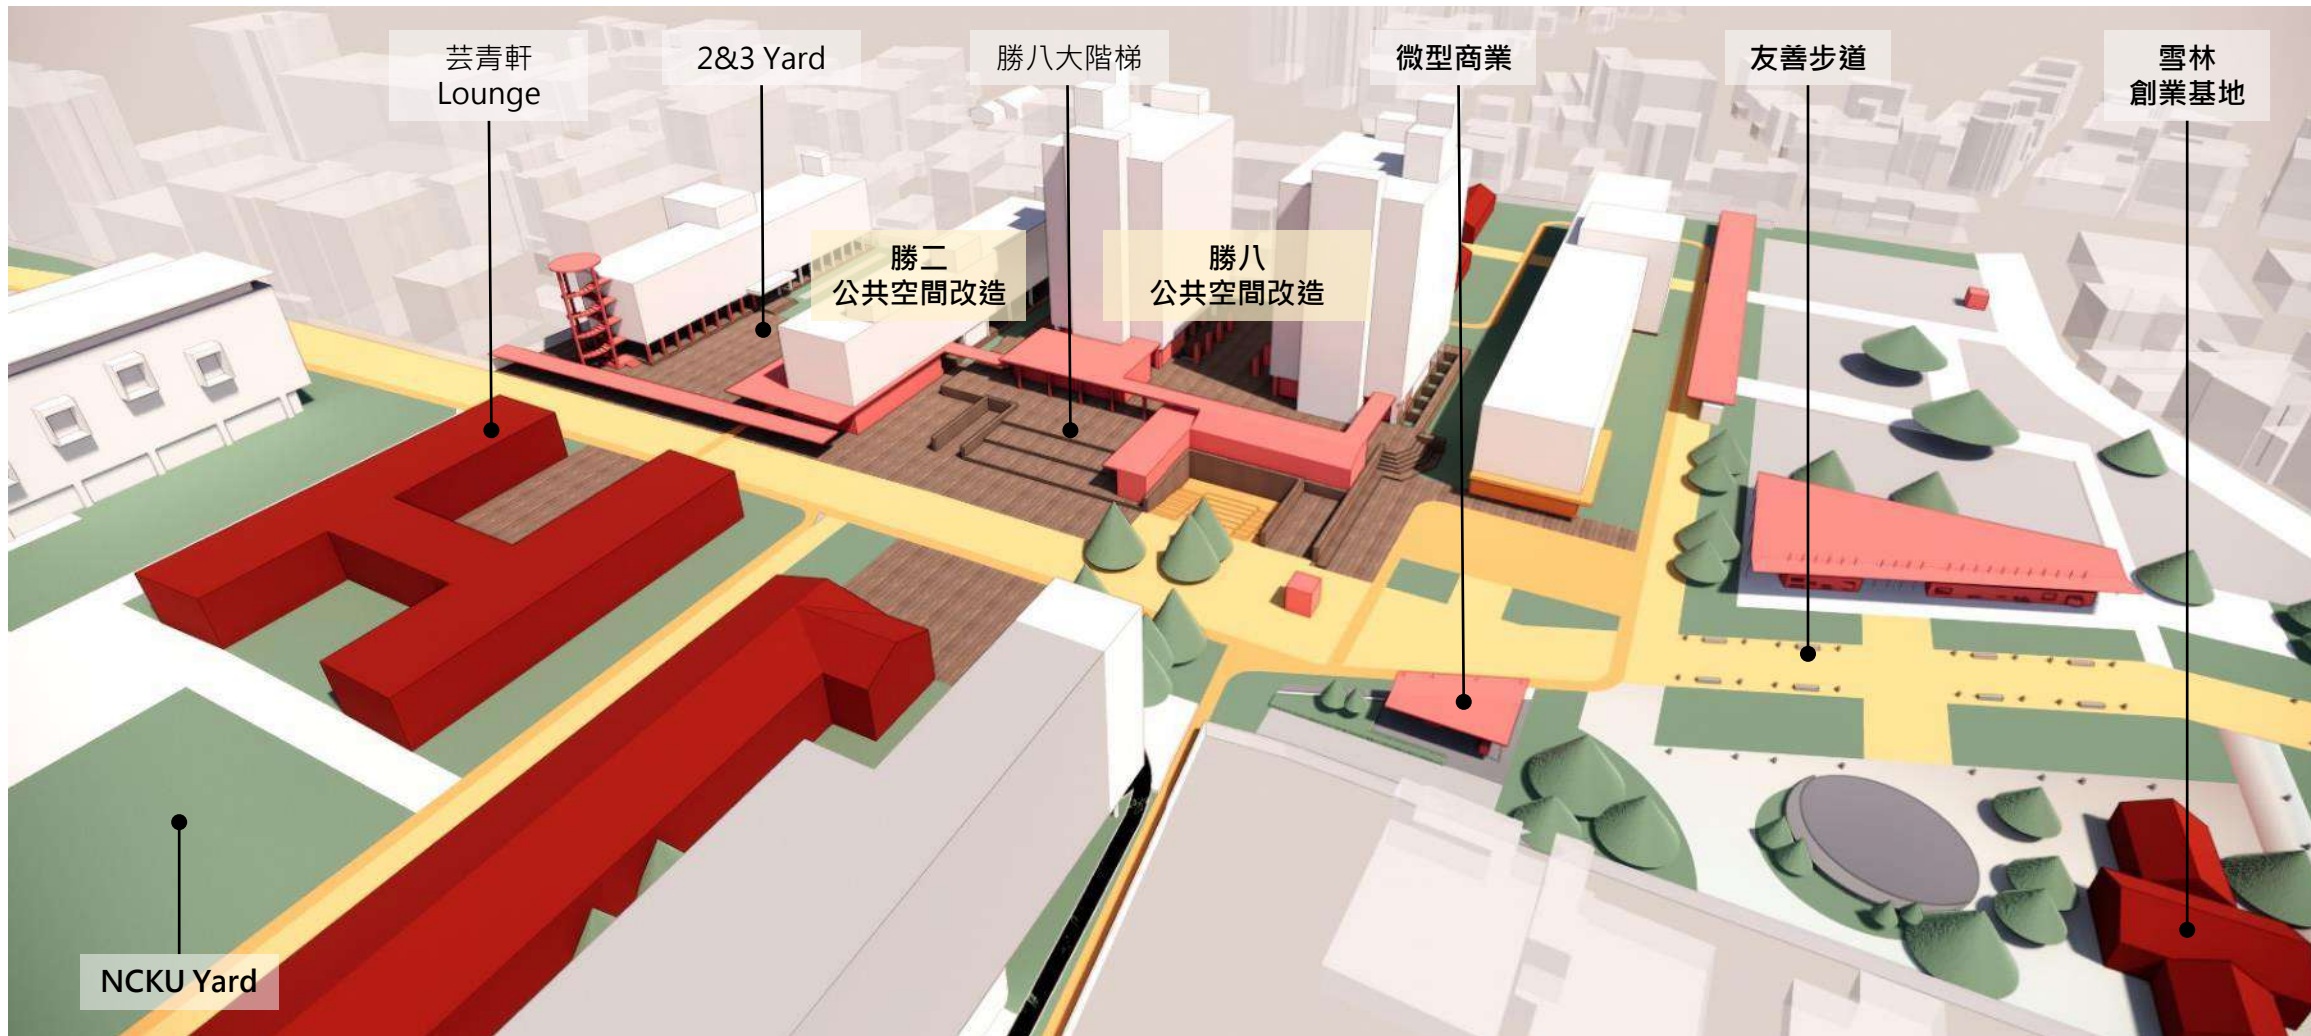 芸青軒
Lounge
2&3 Yard
勝八大階梯
微型商業
友善步道
雪林
創業基地
勝二
公共空間改造
勝八
公共空間改造
NCKU Yard